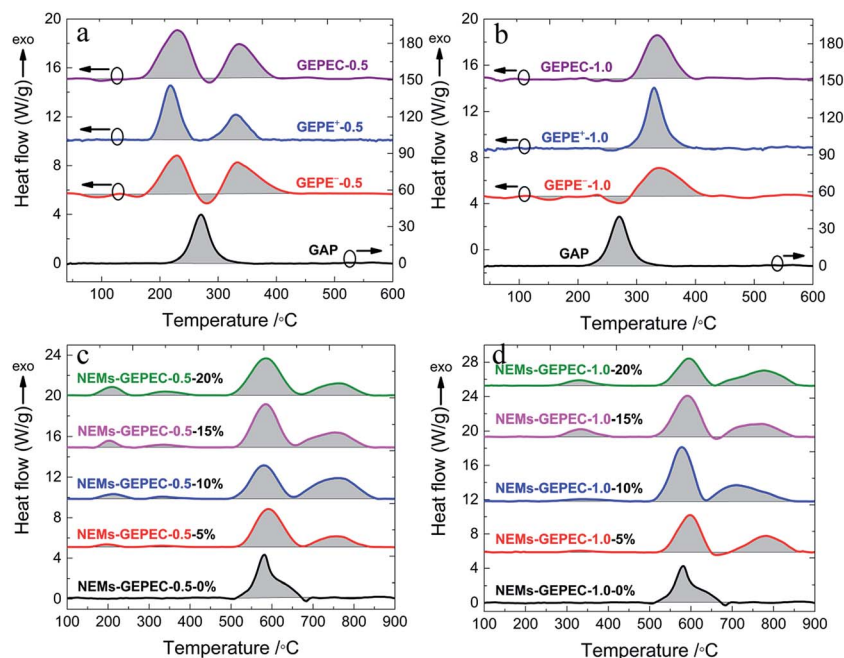 a
exo
Heat flow (W/g)
20
16
12
8
4
0
180
150
120
90
60
30
0
GEPEC-0.5
GEPE⁺-0.5
GEPE⁻-0.5
GAP
100 200 300 400 500 600
Temperature /°C
b
exo
Heat flow (W/g)
20
16
12
8
4
0
180
150
120
90
60
30
0
GEPEC-1.0
GEPE⁺-1.0
GEPE⁻-1.0
GAP
100 200 300 400 500 600
Temperature /°C
c
exo
Heat flow (W/g)
24
20
16
12
8
4
0
NEMs-GEPEC-0.5-20%
NEMs-GEPEC-0.5-15%
NEMs-GEPEC-0.5-10%
NEMs-GEPEC-0.5-5%
NEMs-GEPEC-0.5-0%
100 200 300 400 500 600 700 800 900
Temperature /°C
d
exo
Heat flow (W/g)
28
24
20
16
12
8
4
0
NEMs-GEPEC-1.0-20%
NEMs-GEPEC-1.0-15%
NEMs-GEPEC-1.0-10%
NEMs-GEPEC-1.0-5%
NEMs-GEPEC-1.0-0%
100 200 300 400 500 600 700 800 900
Temperature /°C